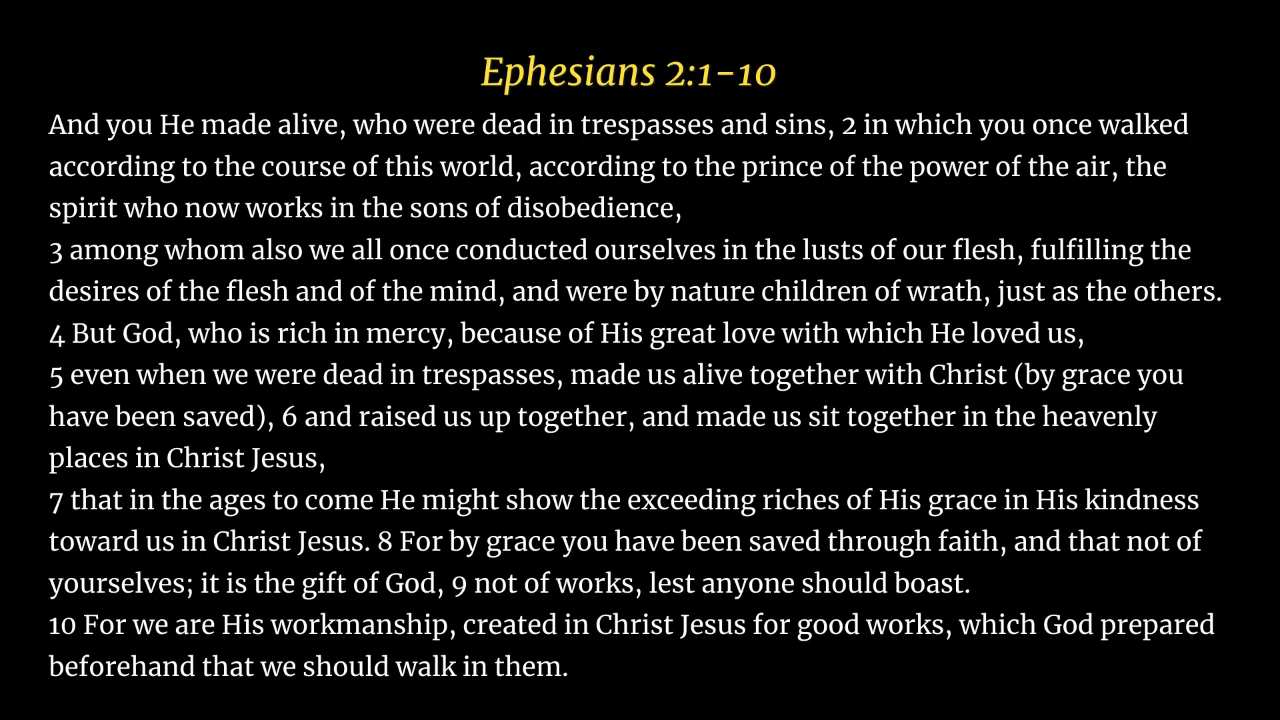 Ephesians 2:1-10
And you He made alive, who were dead in trespasses and sins, 2 in which you once walked
according to the course of this world, according to the prince of the power of the air, the
spirit who now works in the sons of disobedience,
3 among whom also we all once conducted ourselves in the lusts of our flesh, fulfilling the
desires of the flesh and of the mind, and were by nature children of wrath, just as the others.
4 But God, who is rich in mercy, because of His great love with which He loved us,
5 even when we were dead in trespasses, made us alive together with Christ (by grace you
have been saved), 6 and raised us up together, and made us sit together in the heavenly
places in Christ Jesus,
7 that in the ages to come He might show the exceeding riches of His grace in His kindness
toward us in Christ Jesus. 8 For by grace you have been saved through faith, and that not of
yourselves; it is the gift of God, 9 not of works, lest anyone should boast.
10 For we are His workmanship, created in Christ Jesus for good works, which God prepared
beforehand that we should walk in them.